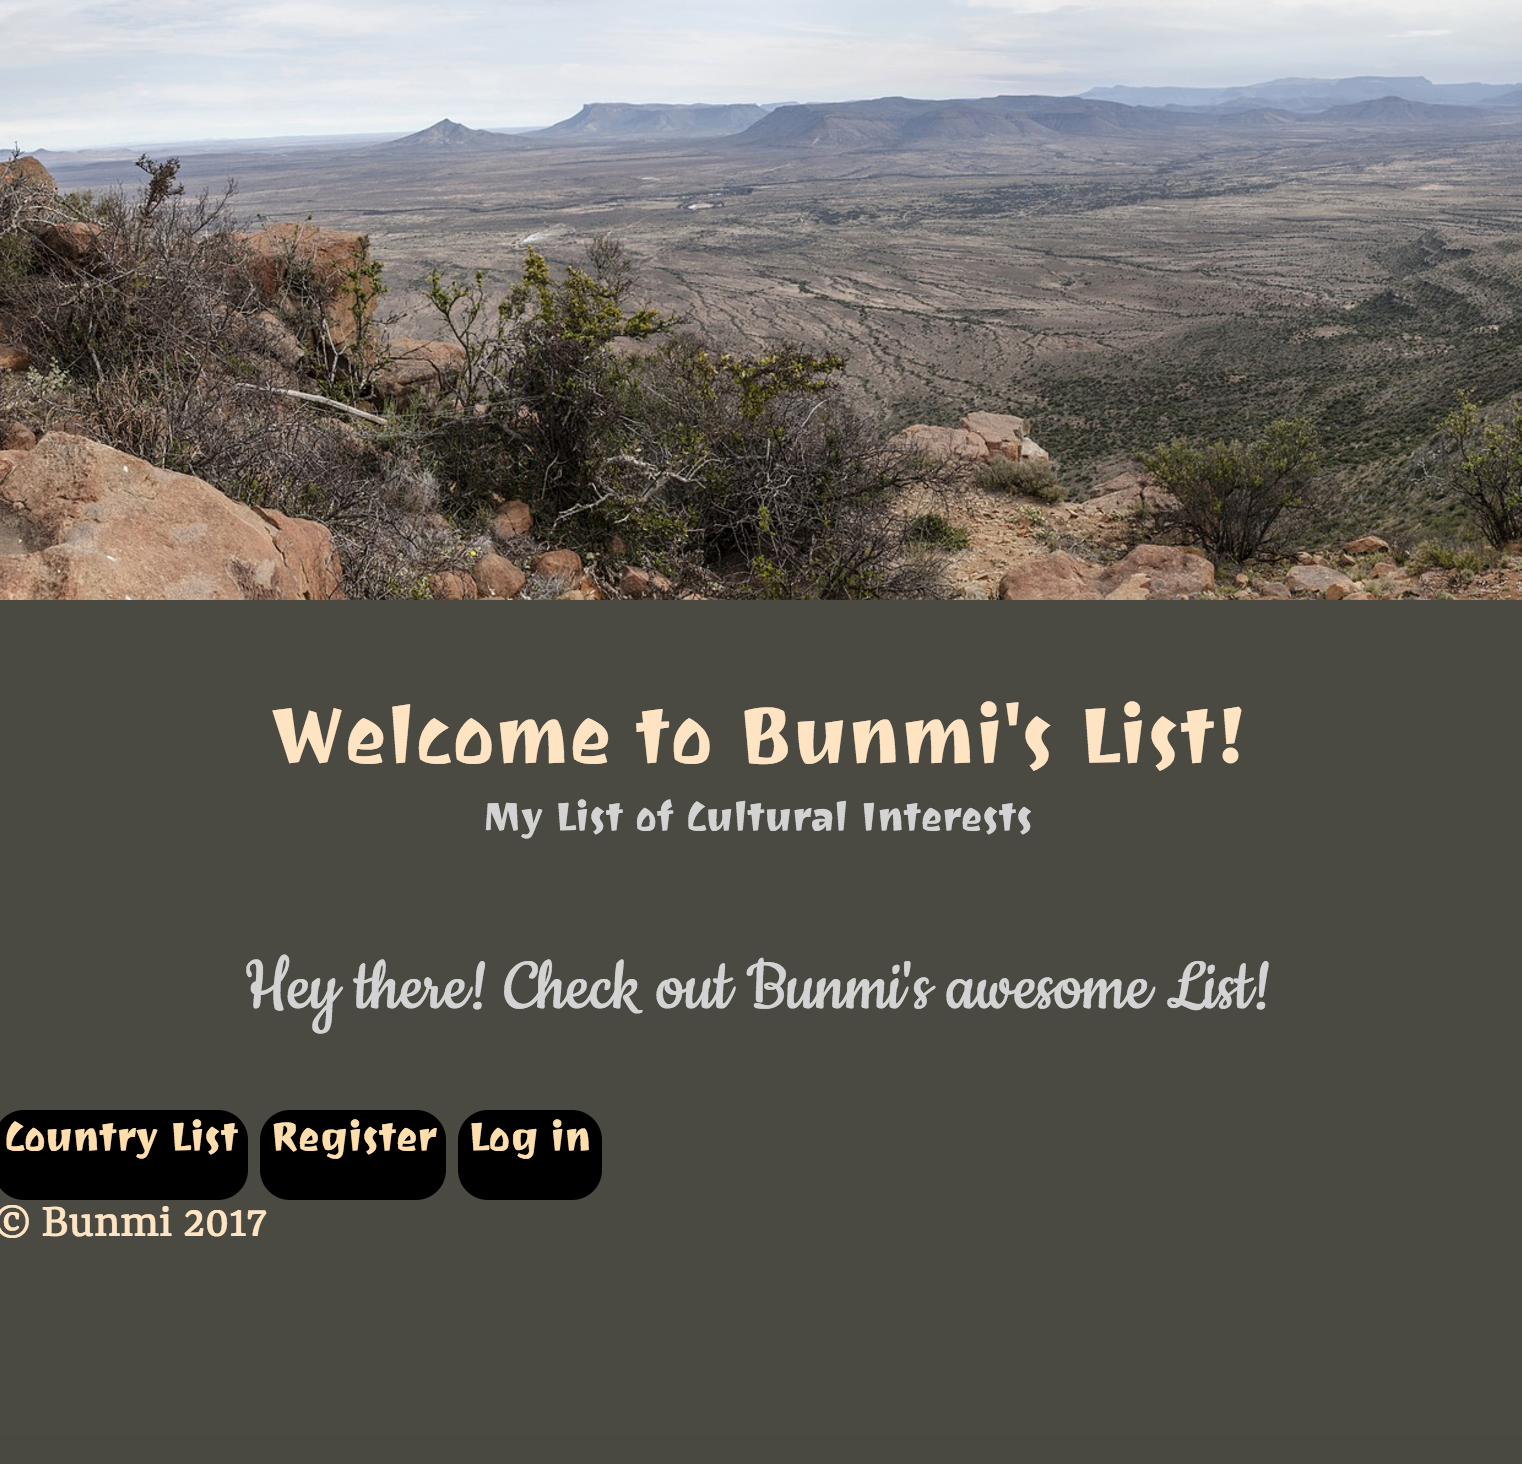 Welcome to Bunmi's List!
My List of Cultural Interests
Hey there! Check out Bunmi's awesome List!
Country List Register Log in
© Bunmi 2017